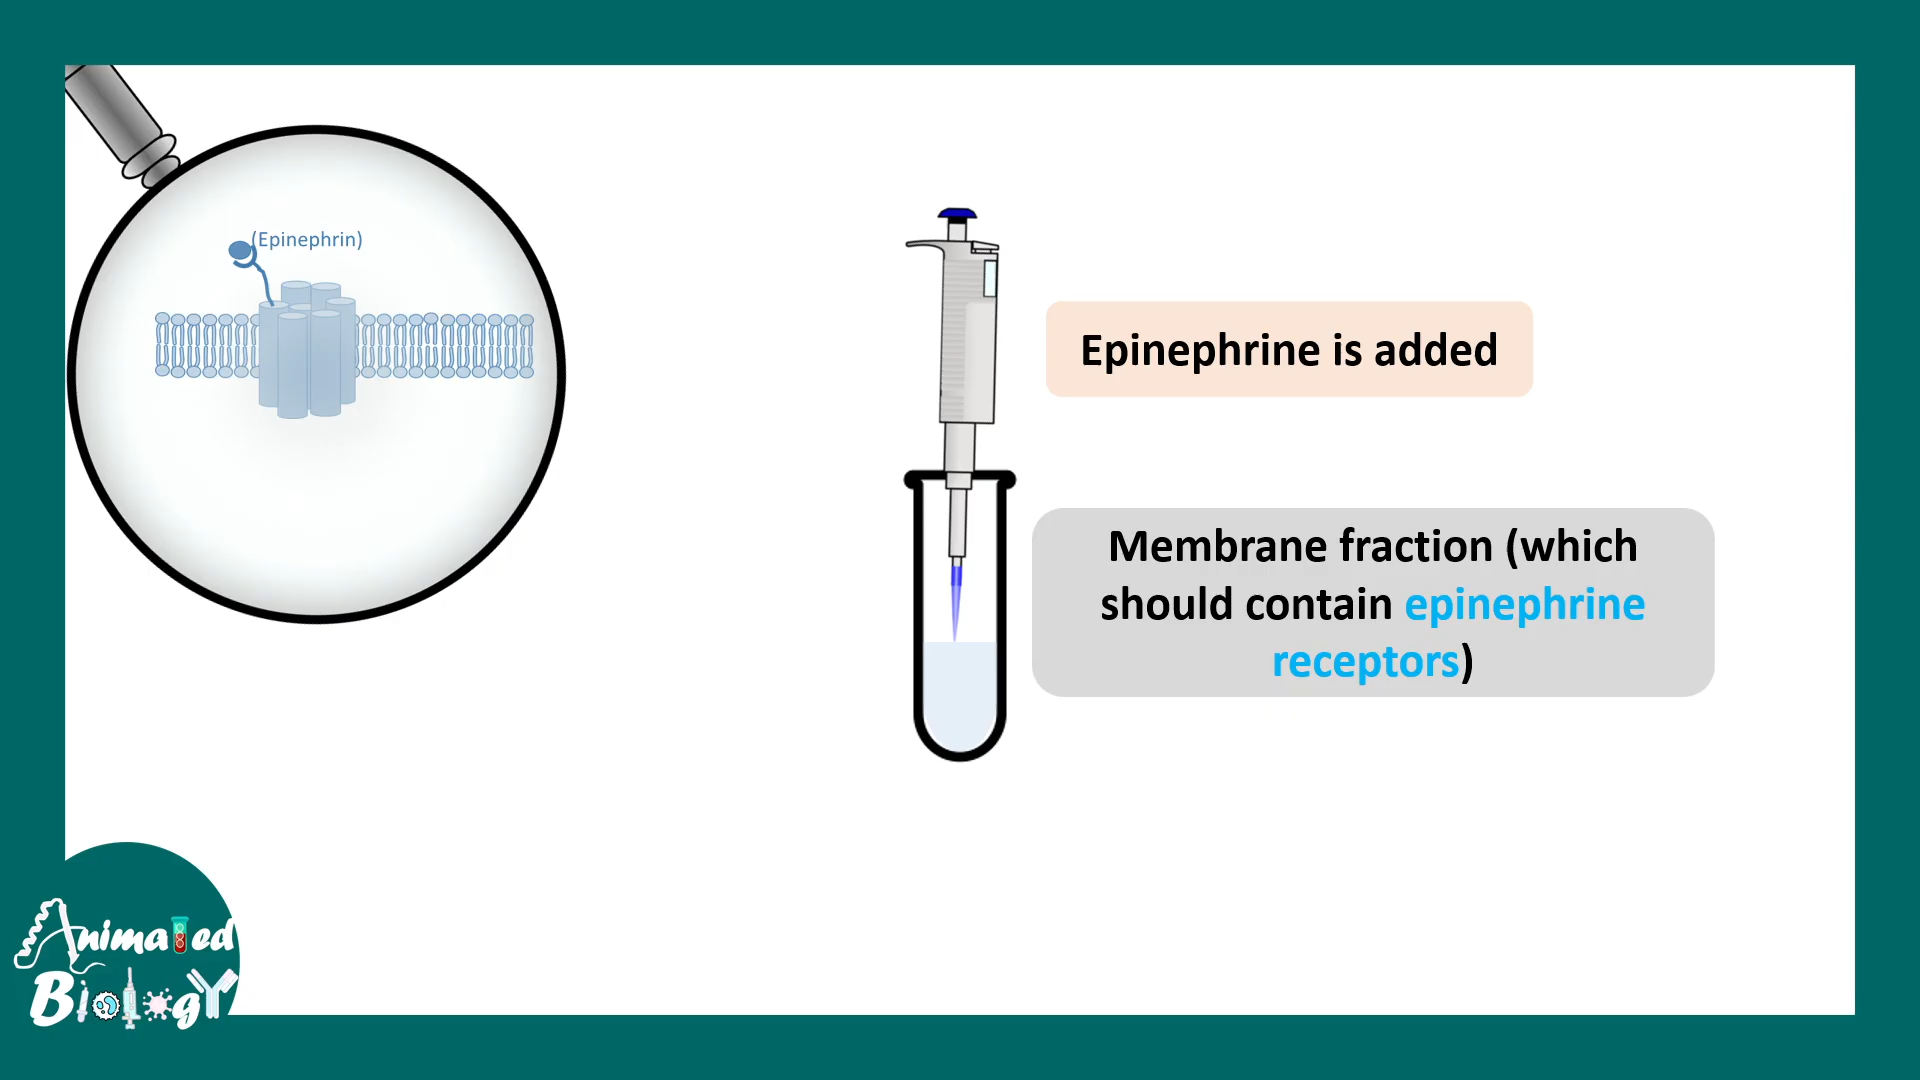 (Epinephrin)
Epinephrine is added
Membrane fraction (which
should contain epinephrine
receptors)
Animated
Biology